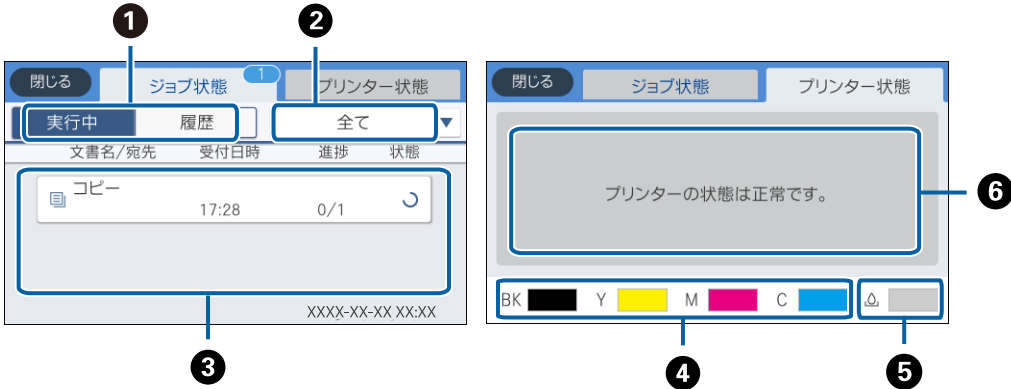 1
2
閉じる
ジョブ状態
1
プリンター状態
実行中
履歴
全て
文書名/宛先 受付日時 進捗 状態
コピー
17:28 0/1
XXXX-XX-XX XX:XX
3
閉じる
ジョブ状態
プリンター状態
プリンターの状態は正常です。
6
BK Y M C
4
5